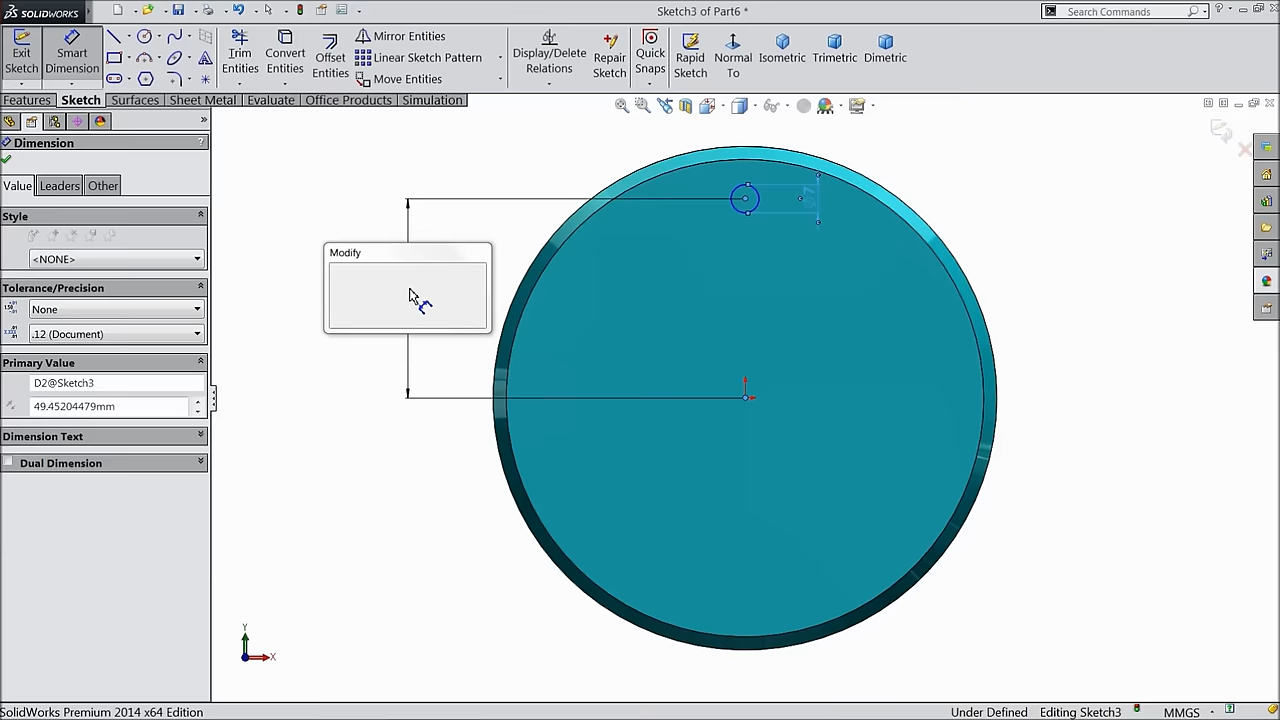 SOLIDWORKS
Sketch3 of Part6 *
Search Commands
Exit Sketch
Smart Dimension
Trim Entities
Convert Entities
Offset Entities
Mirror Entities
Linear Sketch Pattern
Move Entities
Display/Delete Relations
Repair Sketch
Quick Snaps
Rapid Sketch
Normal To
Isometric
Trimetric
Dimetric
Features
Sketch
Surfaces
Sheet Metal
Evaluate
Office Products
Simulation
Dimension
Value
Leaders
Other
Style
<NONE>
Tolerance/Precision
None
.12 (Document)
Primary Value
D2@Sketch3
49.45204479mm
Dimension Text
Dual Dimension
Modify
Y
X
SolidWorks Premium 2014 x64 Edition
Under Defined
Editing Sketch3
MMGS